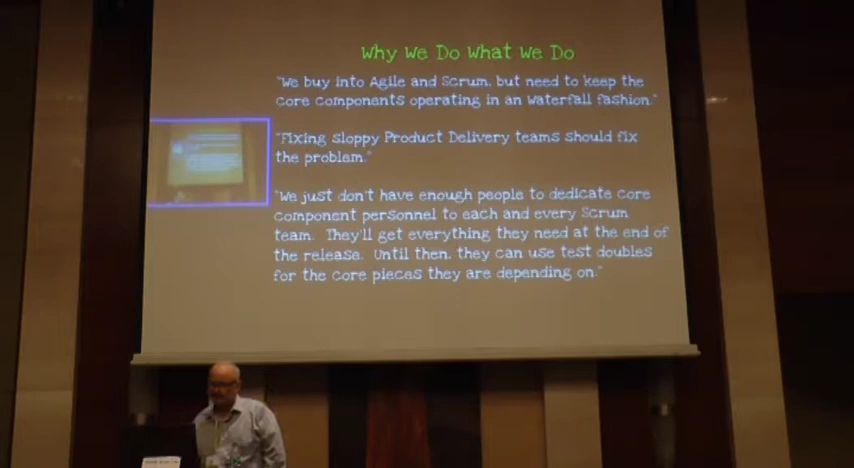 Why We Do What We Do
"We buy into Agile and Scrum, but need to keep the
core components operating in an Waterfall fashion."
"Fixing sloppy Product Delivery teams should fix
the problem."
"We just don't have enough people to dedicate core
component personnel to each and every Scrum
team. They'll get everything they need at the end of
the release. Until then, they can use test doubles
for the core pieces they are depending on."